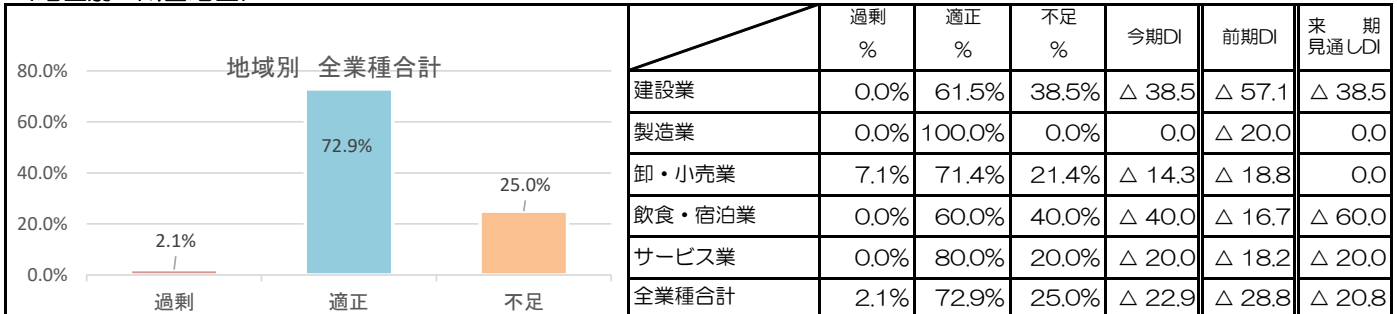 地域別 全業種合計
80.0%
60.0%
40.0%
20.0%
0.0%
2.1%
72.9%
25.0%
過剰 適正 不足
過剰 % 適正 % 不足 % 今期DI 前期DI 来期見通しDI
建設業 0.0% 61.5% 38.5% △ 38.5 △ 57.1 △ 38.5
製造業 0.0% 100.0% 0.0% 0.0 △ 20.0 0.0
卸・小売業 7.1% 71.4% 21.4% △ 14.3 △ 18.8 0.0
飲食・宿泊業 0.0% 60.0% 40.0% △ 40.0 △ 16.7 △ 60.0
サービス業 0.0% 80.0% 20.0% △ 20.0 △ 18.2 △ 20.0
全業種合計 2.1% 72.9% 25.0% △ 22.9 △ 28.8 △ 20.8